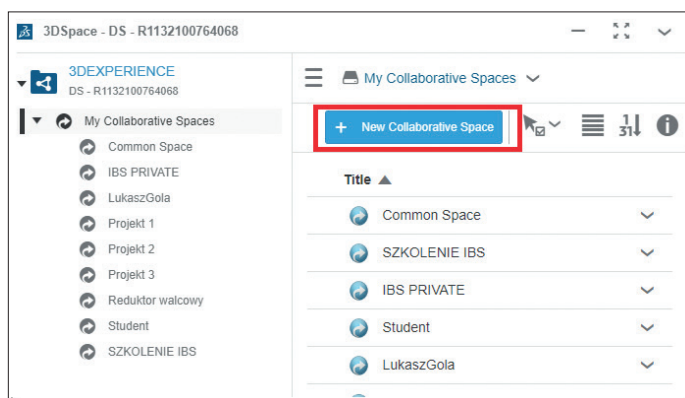 3DSpace - DS - R1132100764068
3DEXPERIENCE
DS - R1132100764068
My Collaborative Spaces
Common Space
IBS PRIVATE
LukaszGola
Projekt 1
Projekt 2
Projekt 3
Reduktor walcowy
Student
SZKOLENIE IBS
My Collaborative Spaces
+ New Collaborative Space
Title
Common Space
SZKOLENIE IBS
IBS PRIVATE
Student
LukaszGola